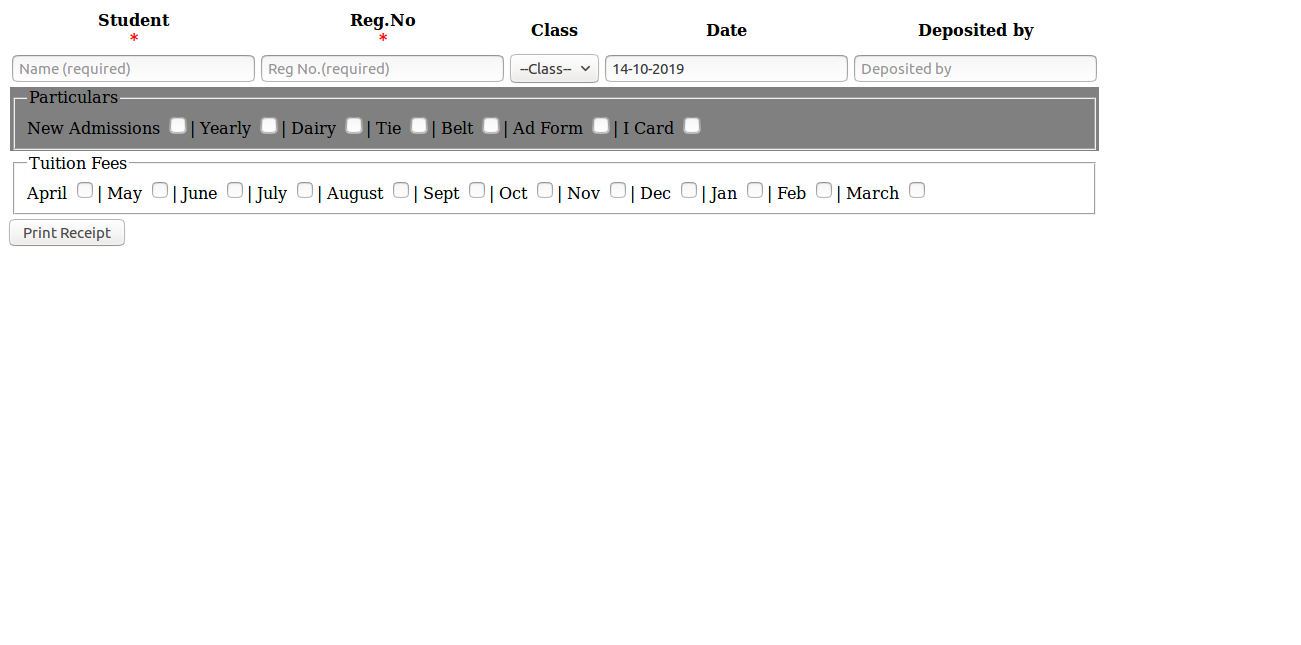 Student Reg.No Class Date Deposited by
* *
Name (required) Reg No.(required) --Class-- 14-10-2019 Deposited by
Particulars
New Admissions | Yearly | Dairy | Tie | Belt | Ad Form | I Card
Tuition Fees
April | May | June | July | August | Sept | Oct | Nov | Dec | Jan | Feb | March
Print Receipt